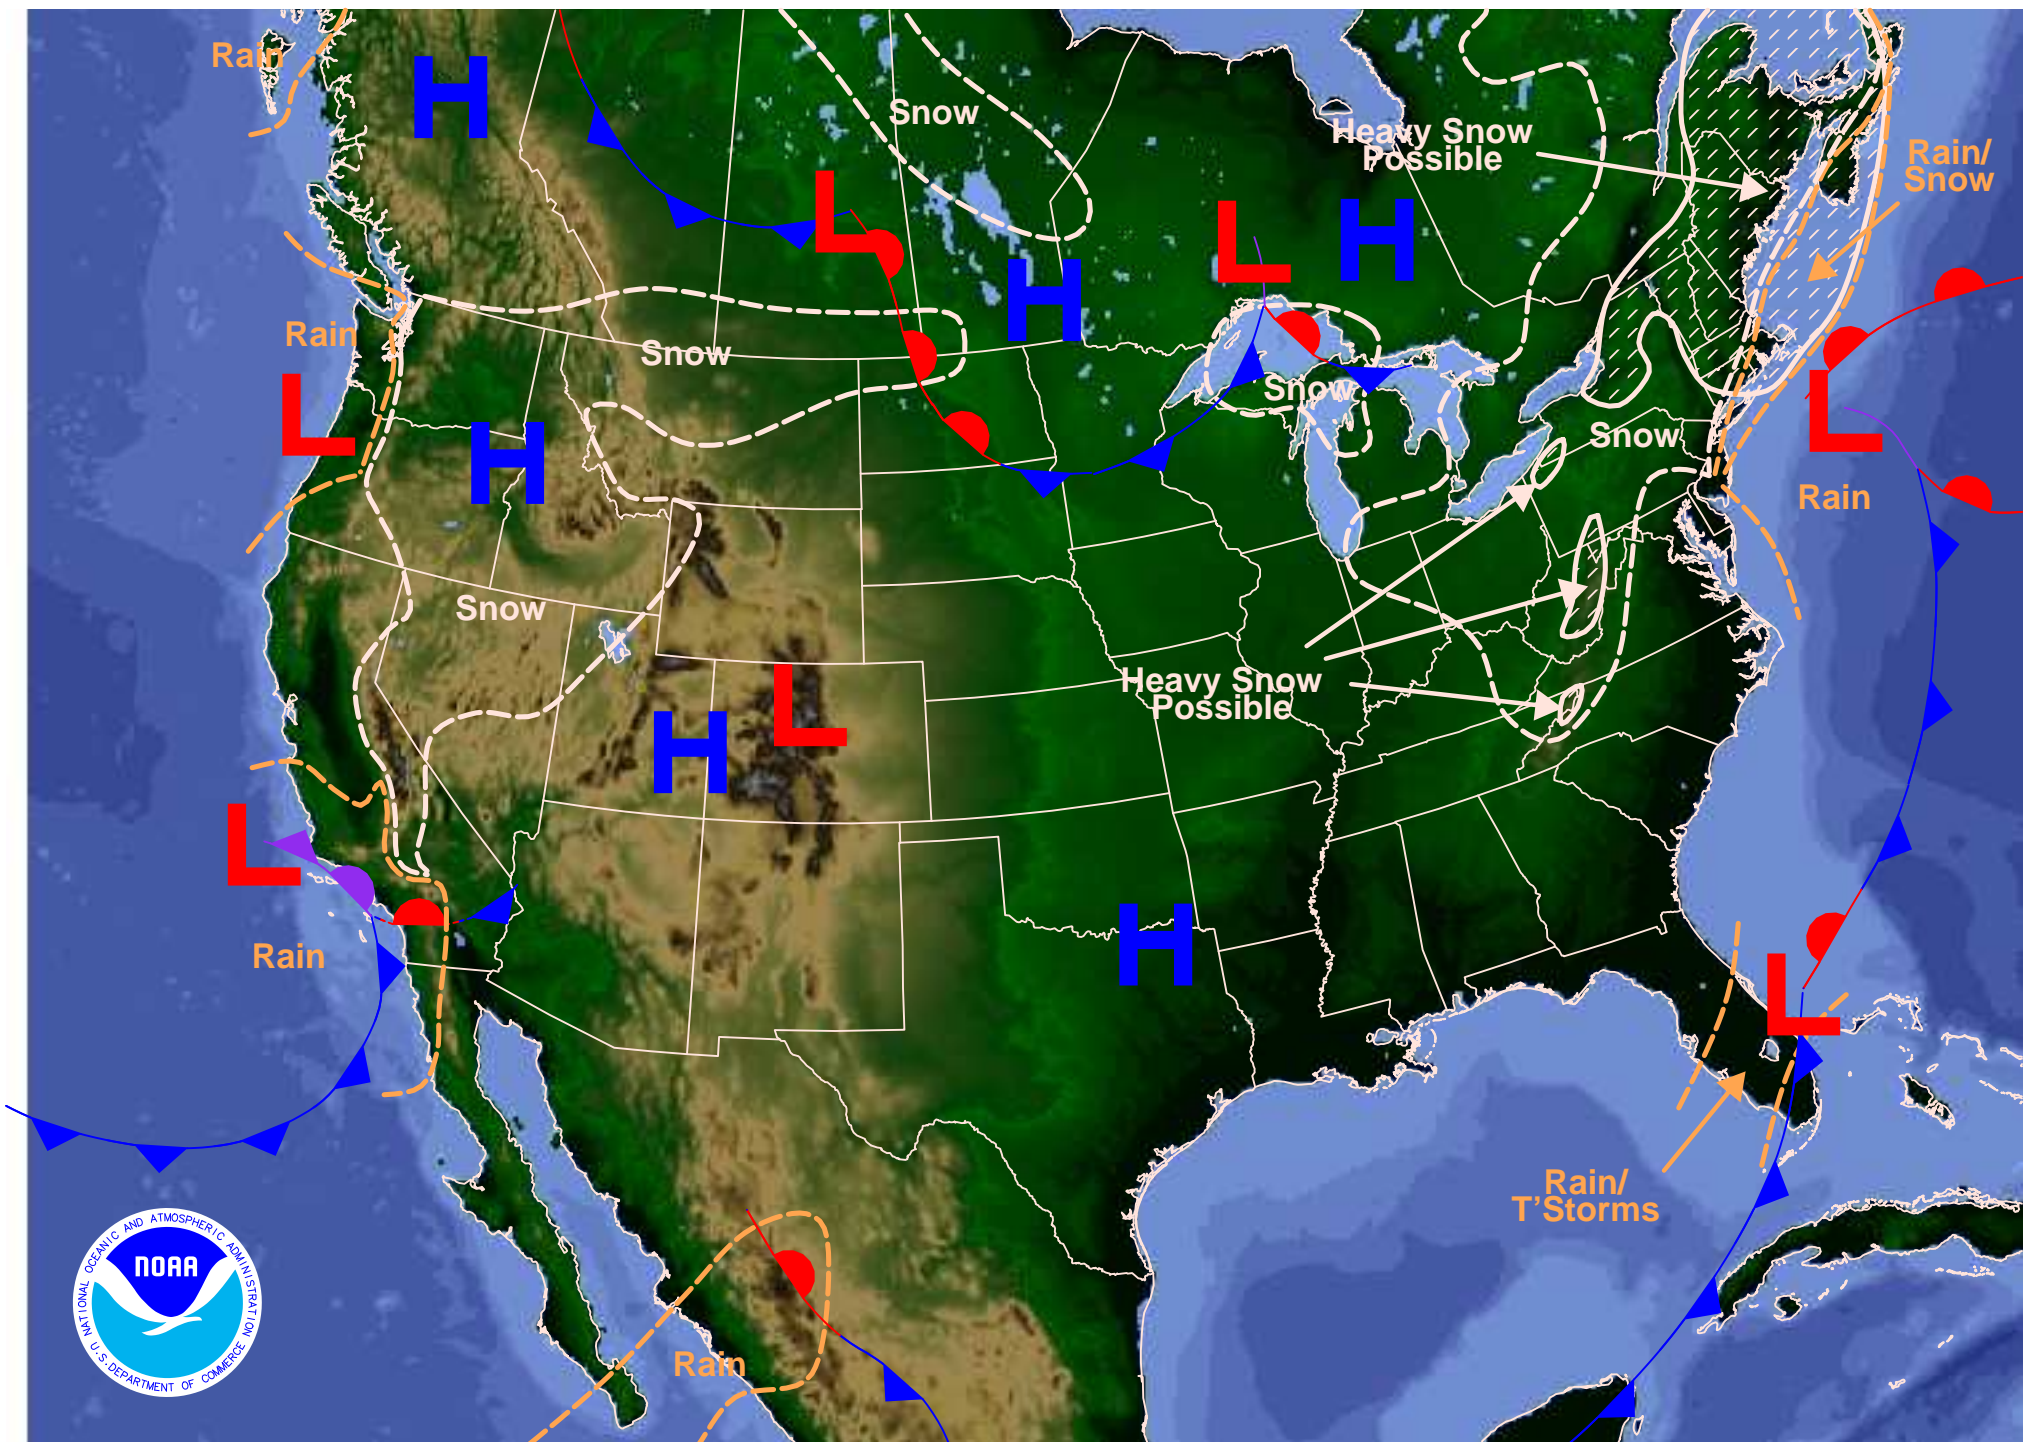 Rain
H
Snow
Heavy Snow
Possible
Rain/
Snow
L
L
H
H
Rain
Snow
L
Snow
L
H
Snow
Rain
Snow
Heavy Snow
Possible
L
H
L
H
Rain
L
Rain/
T'Storms
Rain
NATIONAL OCEANIC AND ATMOSPHERIC ADMINISTRATION
NOAA
U.S. DEPARTMENT OF COMMERCE